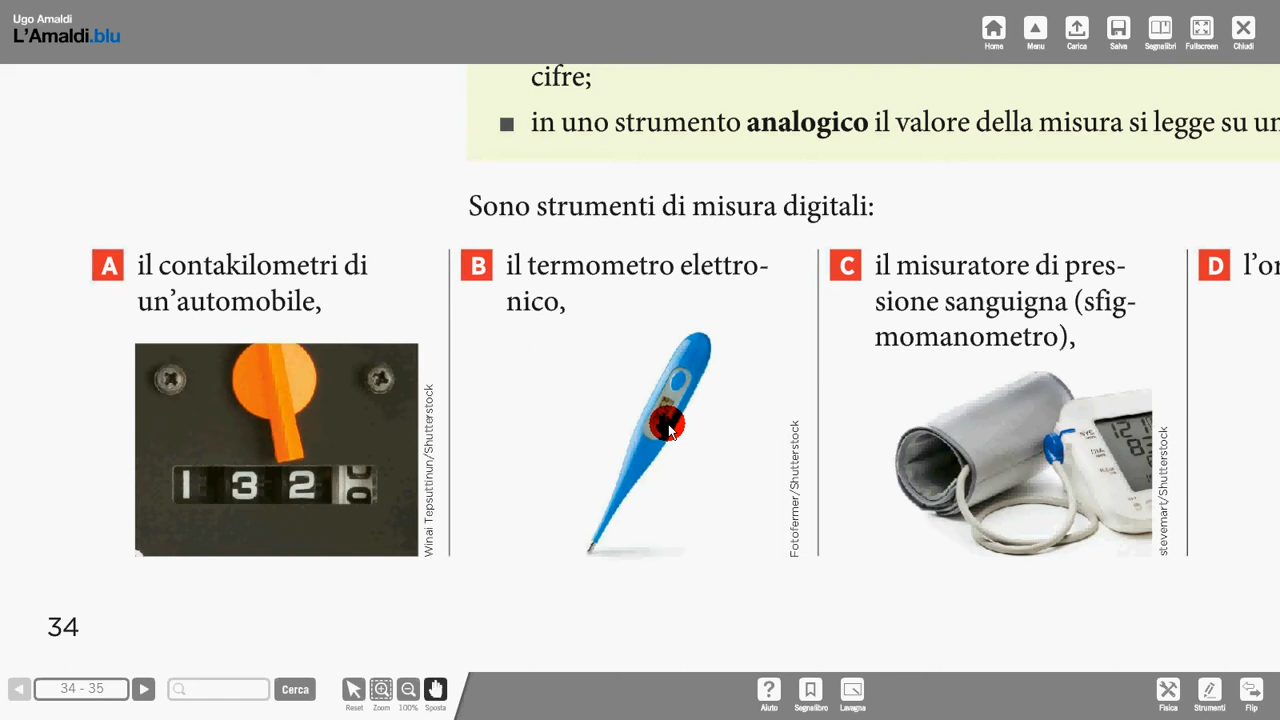 Ugo Amaldi
L'Amaldi.blu
Home
Menu
Carica
Salva
Segnalibri
Fullscreen
Chiudi
cifre;
■ in uno strumento analogico il valore della misura si legge su
Sono strumenti di misura digitali:
A il contakilometri di
un'automobile,
B il termometro elettro-
nico,
C il misuratore di pres-
sione sanguigna (sfig-
momanometro),
D
1 3 2
Winai Tepsuttinun/Shutterstock
Fotofermer/Shutterstock
stevemart/Shutterstock
34
34 - 35
Cerca
Reset
Zoom
100%
Sposta
?
Aiuto
Segnalibro
Lavagna
Fisica
Strumenti
Flip